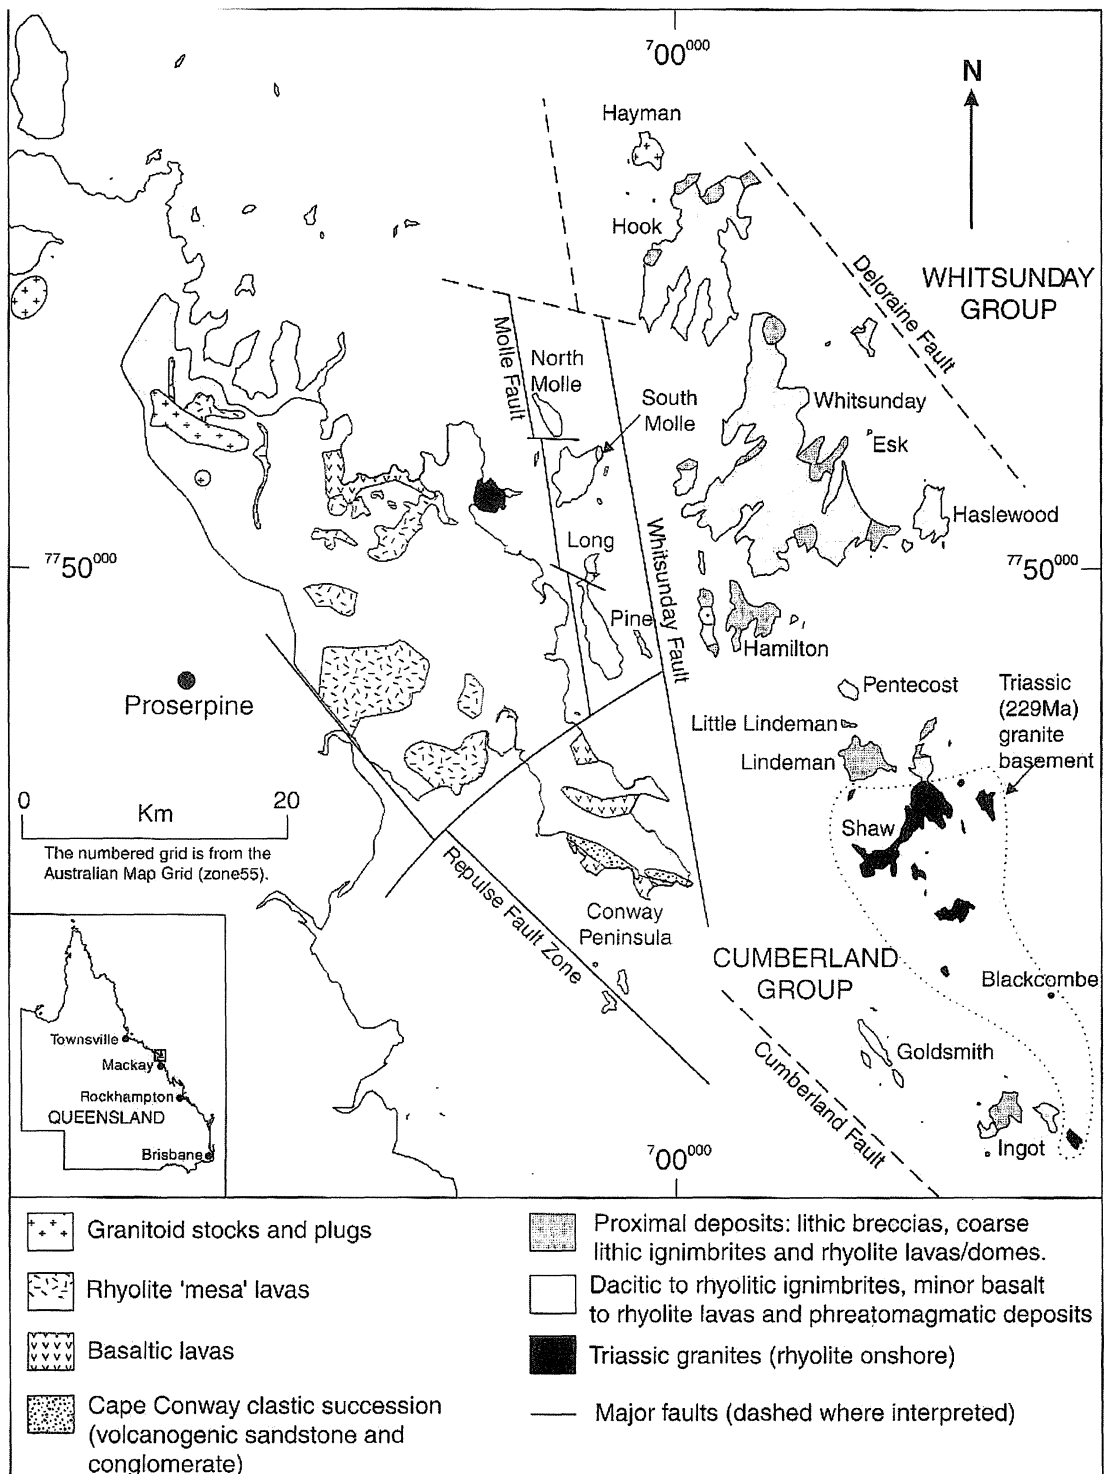 700000
N
Hayman
Hook
Deloraine Fault
WHITSUNDAY
GROUP
Molle Fault
North
Molle
South
Molle
Whitsunday
Esk
Haslewood
Whitsunday Fault
Long
7750000
7750000
Pine
Hamilton
Proserpine
Pentecost
Triassic
(229Ma)
granite
basement
Little Lindeman
Lindeman
0
20
Km
The numbered grid is from the
Australian Map Grid (zone55).
Shaw
Repulse Fault Zone
Conway
Peninsula
CUMBERLAND
GROUP
Blackcombe
Goldsmith
Cumberland Fault
Ingot
700000
Townsville
Mackay
Rockhampton
QUEENSLAND
Brisbane
Granitoid stocks and plugs
Rhyolite 'mesa' lavas
Basaltic lavas
Cape Conway clastic succession
(volcanogenic sandstone and
conglomerate)
Proximal deposits: lithic breccias, coarse
lithic ignimbrites and rhyolite lavas/domes.
Dacitic to rhyolitic ignimbrites, minor basalt
to rhyolite lavas and phreatomagmatic deposits
Triassic granites (rhyolite onshore)
Major faults (dashed where interpreted)